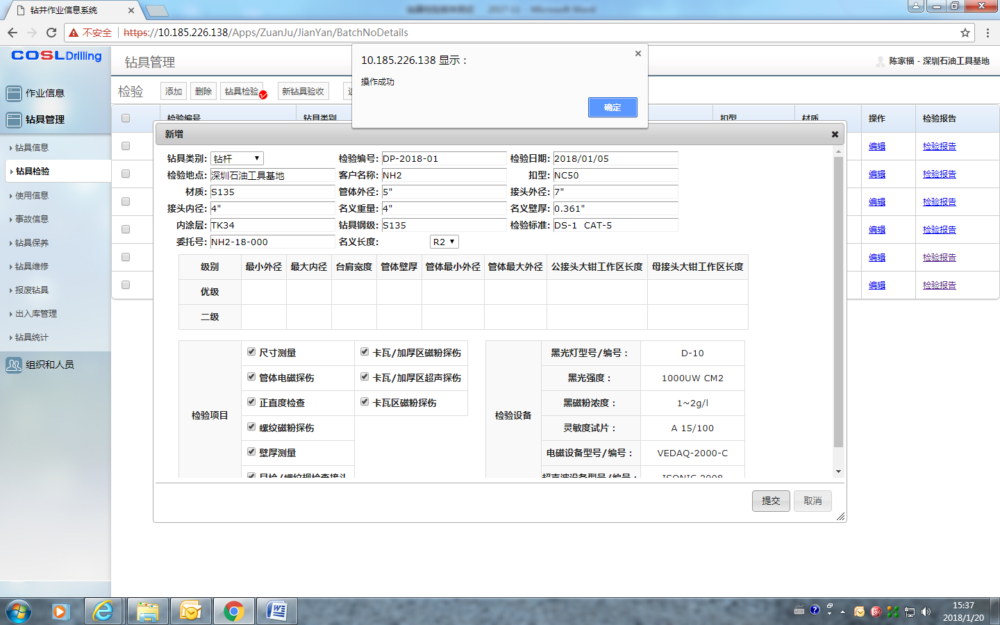 钻井作业信息系统
不安全 https://10.185.226.138/Apps/ZuanJu/JianYan/BatchNoDetails
COSL Drilling
钻具管理
陈家福 - 深圳石油工具基地
10.185.226.138 显示：
操作成功
确定
作业信息
钻具管理
钻具信息
钻具检验
使用信息
事故信息
钻具保养
钻具维修
报废钻具
出入库管理
钻具统计
组织和人员
检验 添加 删除 钻具检验 新钻具验收
检验编号 钻具类别 扣型 材质 操作 检验报告
编辑 检验报告
编辑 检验报告
编辑 检验报告
编辑 检验报告
编辑 检验报告
编辑 检验报告
新增
钻具类别: 钻杆 检验编号: DP-2018-01 检验日期: 2018/01/05
检验地点: 深圳石油工具基地 客户名称: NH2 扣型: NC50
材质: S135 管体外径: 5" 接头外径: 7"
接头内径: 4" 名义重量: 4" 名义壁厚: 0.361"
内涂层: TK34 钻具钢级: S135 检验标准: DS-1 CAT-5
委托号: NH2-18-000 名义长度: R2
级别 最小外径 最大内径 台肩宽度 管体壁厚 管体最小外径 管体最大外径 公接头大钳工作区长度 母接头大钳工作区长度
优级
二级
检验项目
尺寸测量 卡瓦/加厚区磁粉探伤
管体电磁探伤 卡瓦/加厚区超声探伤
正直度检查 卡瓦区磁粉探伤
螺纹磁粉探伤
壁厚测量
目检/螺纹规检查接头
检验设备
黑光灯型号/编号： D-10
黑光强度： 1000UW CM2
黑磁粉浓度： 1~2g/l
灵敏度试片： A 15/100
电磁设备型号/编号： VEDAQ-2000-C
超声波设备型号/编号： ISONIC 2008
提交 取消
15:37
2018/1/20